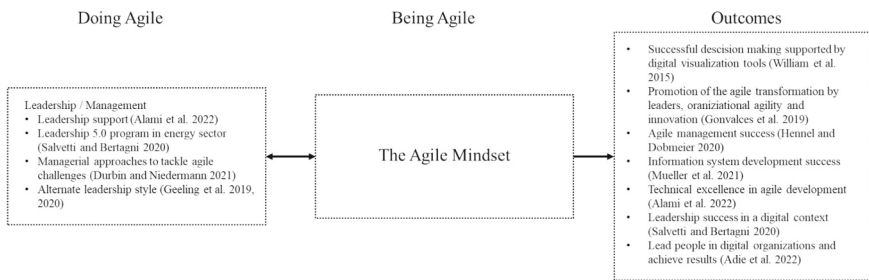 Doing Agile
Being Agile
Outcomes
Leadership / Management
• Leadership support (Alami et al. 2022)
• Leadership 5.0 program in energy sector
(Salvetti and Bertagni 2020)
• Managerial approaches to tackle agile
challenges (Durbin and Niedermann 2021)
• Alternate leadership style (Geeling et al. 2019,
2020)
The Agile Mindset
• Successful descision making supported by
digital visualization tools (William et al.
2015)
• Promotion of the agile transformation by
leaders, oraniziational agility and
innovation (Gonvalces et al. 2019)
• Agile management success (Hennel and
Dobmeier 2020)
• Information system development success
(Mueller et al. 2021)
• Technical excellence in agile development
(Alami et al. 2022)
• Leadership success in a digital context
(Salvetti and Bertagni 2020)
• Lead people in digital organizations and
achieve results (Adie et al. 2022)